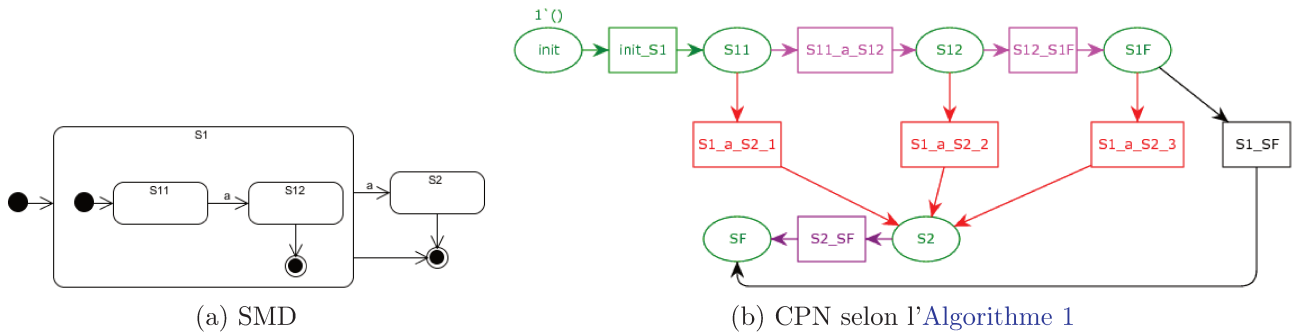 1`()
init
init_S1
S11
S11_a_S12
S12
S12_S1F
S1F
S1_a_S2_1
S1_a_S2_2
S1_a_S2_3
S1_SF
SF
S2_SF
S2
S1
S11
a
S12
a
S2
(a) SMD
(b) CPN selon l'Algorithme 1